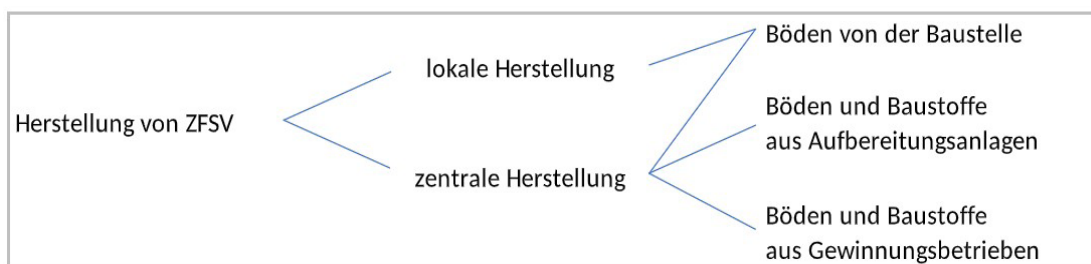 Herstellung von ZFSV
lokale Herstellung
zentrale Herstellung
Böden von der Baustelle
Böden und Baustoffe
aus Aufbereitungsanlagen
Böden und Baustoffe
aus Gewinnungsbetrieben